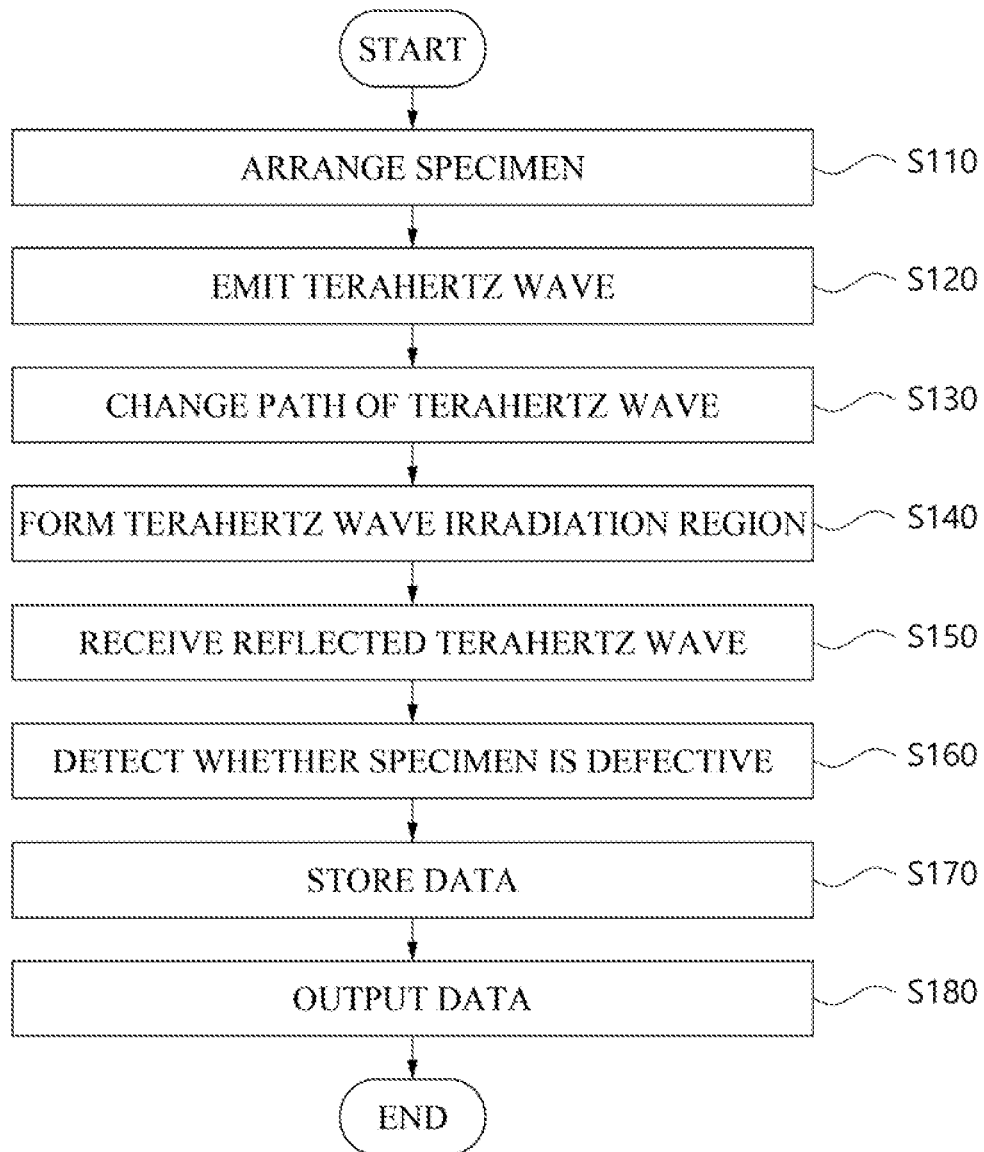 START
ARRANGE SPECIMEN
S110
EMIT TERAHERTZ WAVE
S120
CHANGE PATH OF TERAHERTZ WAVE
S130
FORM TERAHERTZ WAVE IRRADIATION REGION
S140
RECEIVE REFLECTED TERAHERTZ WAVE
S150
DETECT WHETHER SPECIMEN IS DEFECTIVE
S160
STORE DATA
S170
OUTPUT DATA
S180
END